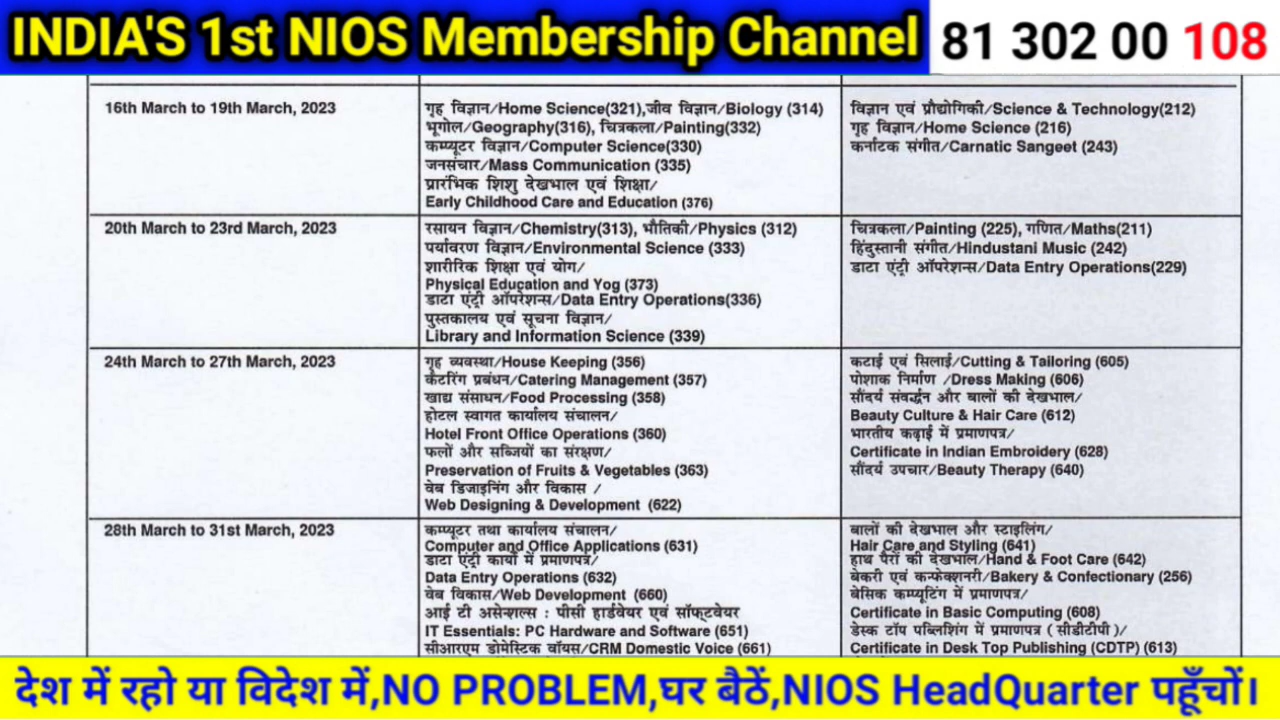 INDIA'S 1st NIOS Membership Channel 81 302 00 108
16th March to 19th March, 2023
गृह विज्ञान/Home Science(321),जीव विज्ञान/Biology (314)
भूगोल/Geography(316), चित्रकला/Painting(332)
कम्प्यूटर विज्ञान/Computer Science(330)
जनसंचार/Mass Communication (335)
प्रारंभिक शिशु देखभाल एवं शिक्षा/
Early Childhood Care and Education (376)
विज्ञान एवं प्रौद्योगिकी/Science & Technology(212)
गृह विज्ञान/Home Science (216)
कर्नाटक संगीत/Carnatic Sangeet (243)
20th March to 23rd March, 2023
रसायन विज्ञान/Chemistry(313), भौतिकी/Physics (312)
पर्यावरण विज्ञान/Environmental Science (333)
शारीरिक शिक्षा एवं योग/
Physical Education and Yog (373)
डाटा एंट्री ऑपरेशन्स/Data Entry Operations(336)
पुस्तकालय एवं सूचना विज्ञान/
Library and Information Science (339)
चित्रकला/Painting (225), गणित/Maths(211)
हिंदुस्तानी संगीत/Hindustani Music (242)
डाटा एंट्री ऑपरेशन्स/Data Entry Operations(229)
24th March to 27th March, 2023
गृह व्यवस्था/House Keeping (356)
कैटरिंग प्रबंधन/Catering Management (357)
खाद्य संसाधन/Food Processing (358)
होटल स्वागत कार्यालय संचालन/
Hotel Front Office Operations (360)
फलों और सब्जियों का संरक्षण/
Preservation of Fruits & Vegetables (363)
वेब डिजाइनिंग और विकास /
Web Designing & Development (622)
कटाई एवं सिलाई/Cutting & Tailoring (605)
पोशाक निर्माण /Dress Making (606)
सौंदर्य संवर्द्धन और बालों की देखभाल/
Beauty Culture & Hair Care (612)
भारतीय कढ़ाई में प्रमाणपत्र/
Certificate in Indian Embroidery (628)
सौंदर्य उपचार/Beauty Therapy (640)
28th March to 31st March, 2023
कम्प्यूटर तथा कार्यालय संचालन/
Computer and Office Applications (631)
डाटा एंट्री कार्यों में प्रमाणपत्र/
Data Entry Operations (632)
वेब विकास/Web Development (660)
आई टी असेन्शल्स : पीसी हार्डवेयर एवं सॉफ्टवेयर
IT Essentials: PC Hardware and Software (651)
सीआरएम डोमेस्टिक वॉयस/CRM Domestic Voice (661)
बालों की देखभाल और स्टाइलिंग/
Hair Care and Styling (641)
हाथ पैरों की देखभाल/Hand & Foot Care (642)
बेकरी एवं कन्फेक्शनरी/Bakery & Confectionary (256)
बेसिक कम्प्यूटिंग में प्रमाणपत्र/
Certificate in Basic Computing (608)
डेस्क टॉप पब्लिशिंग में प्रमाणपत्र ( सीडीटीपी )/
Certificate in Desk Top Publishing (CDTP) (613)
देश में रहो या विदेश में,NO PROBLEM,घर बैठें,NIOS HeadQuarter पहुँचों।